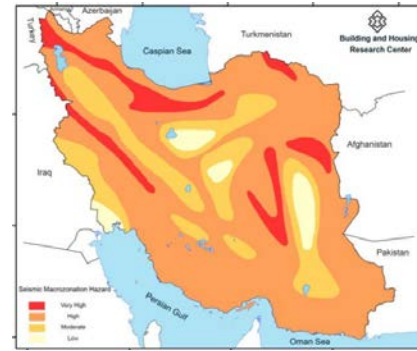 Azerbaijan
Turkey
Caspian Sea
Turkmenistan
Building and Housing
Research Center
Afghanistan
Iraq
Pakistan
Persian Gulf
Oman Sea
Seismic Macrozonation Hazard
Very High
High
Moderate
Low